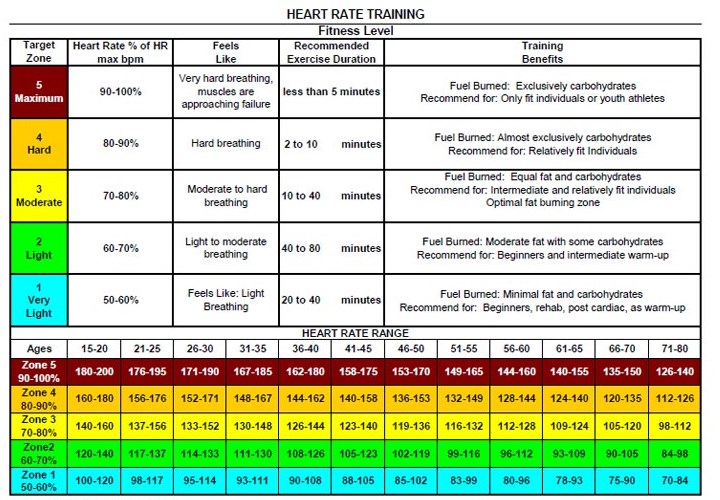 HEART RATE TRAINING
Fitness Level
Target Zone | Heart Rate % of HR max bpm | Feels Like | Recommended Exercise Duration | Training Benefits
5 Maximum | 90-100% | Very hard breathing, muscles are approaching failure | less than 5 minutes | Fuel Burned: Exclusively carbohydrates
Recommend for: Only fit individuals or youth athletes
4 Hard | 80-90% | Hard breathing | 2 to 10 minutes | Fuel Burned: Almost exclusively carbohydrates
Recommend for: Relatively fit Individuals
3 Moderate | 70-80% | Moderate to hard breathing | 10 to 40 minutes | Fuel Burned: Equal fat and carbohydrates
Recommend for: Intermediate and relatively fit individuals
Optimal fat burning zone
2 Light | 60-70% | Light to moderate breathing | 40 to 80 minutes | Fuel Burned: Moderate fat with some carbohydrates
Recommend for: Beginners and intermediate warm-up
1 Very Light | 50-60% | Feels Like: Light Breathing | 20 to 40 minutes | Fuel Burned: Minimal fat and carbohydrates
Recommend for: Beginners, rehab, post cardiac, as warm-up
HEART RATE RANGE
Ages | 15-20 | 21-25 | 26-30 | 31-35 | 36-40 | 41-45 | 46-50 | 51-55 | 56-60 | 61-65 | 66-70 | 71-80
Zone 5 90-100% | 180-200 | 176-195 | 171-190 | 167-185 | 162-180 | 158-175 | 153-170 | 149-165 | 144-160 | 140-155 | 135-150 | 126-140
Zone 4 80-90% | 160-180 | 156-176 | 152-171 | 148-167 | 144-162 | 140-158 | 136-153 | 132-149 | 128-144 | 124-140 | 120-135 | 112-126
Zone 3 70-80% | 140-160 | 137-156 | 133-152 | 130-148 | 126-144 | 123-140 | 119-136 | 116-132 | 112-128 | 109-124 | 105-120 | 98-112
Zone2 60-70% | 120-140 | 117-137 | 114-133 | 111-130 | 108-126 | 105-123 | 102-119 | 99-116 | 96-112 | 93-109 | 90-105 | 84-98
Zone 1 50-60% | 100-120 | 98-117 | 95-114 | 93-111 | 90-108 | 88-105 | 85-102 | 83-99 | 80-96 | 78-93 | 75-90 | 70-84